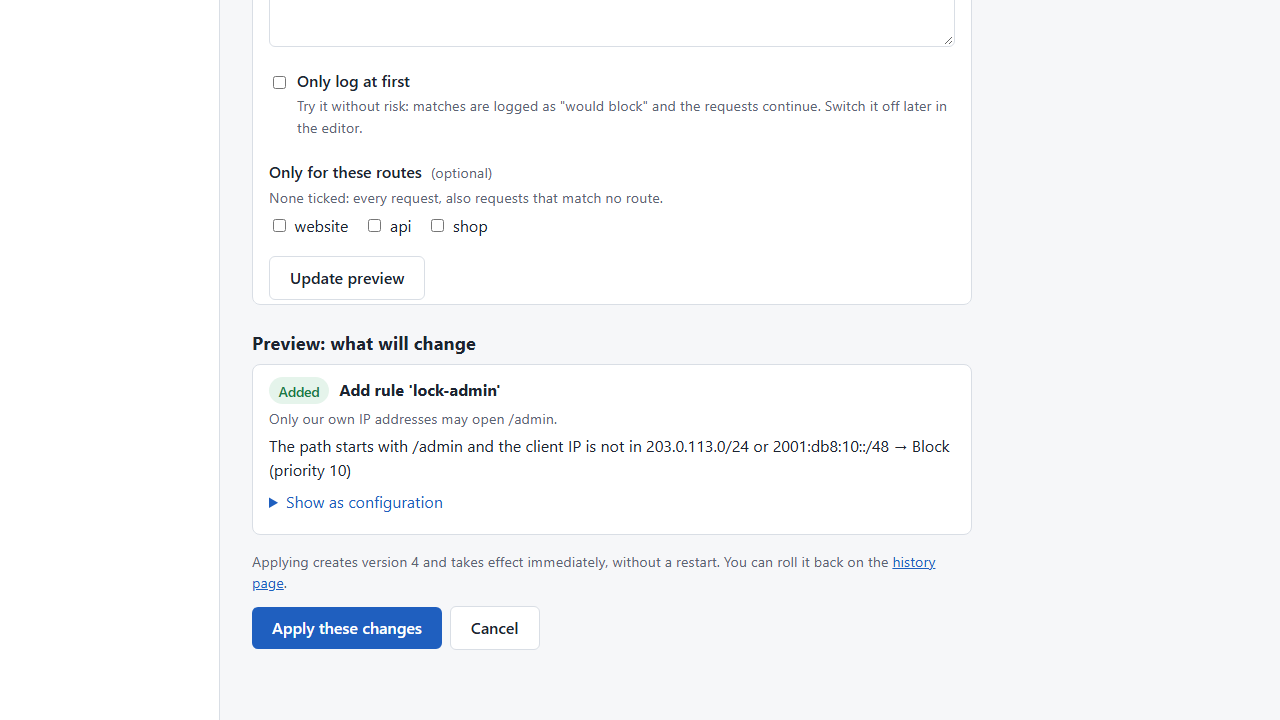 Only log at first
Try it without risk: matches are logged as "would block" and the requests continue. Switch it off later in
the editor.
Only for these routes (optional)
None ticked: every request, also requests that match no route.
website api shop
Update preview
Preview: what will change
Added Add rule 'lock-admin'
Only our own IP addresses may open /admin.
The path starts with /admin and the client IP is not in 203.0.113.0/24 or 2001:db8:10::/48 → Block
(priority 10)
Show as configuration
Applying creates version 4 and takes effect immediately, without a restart. You can roll it back on the history
page.
Apply these changes Cancel